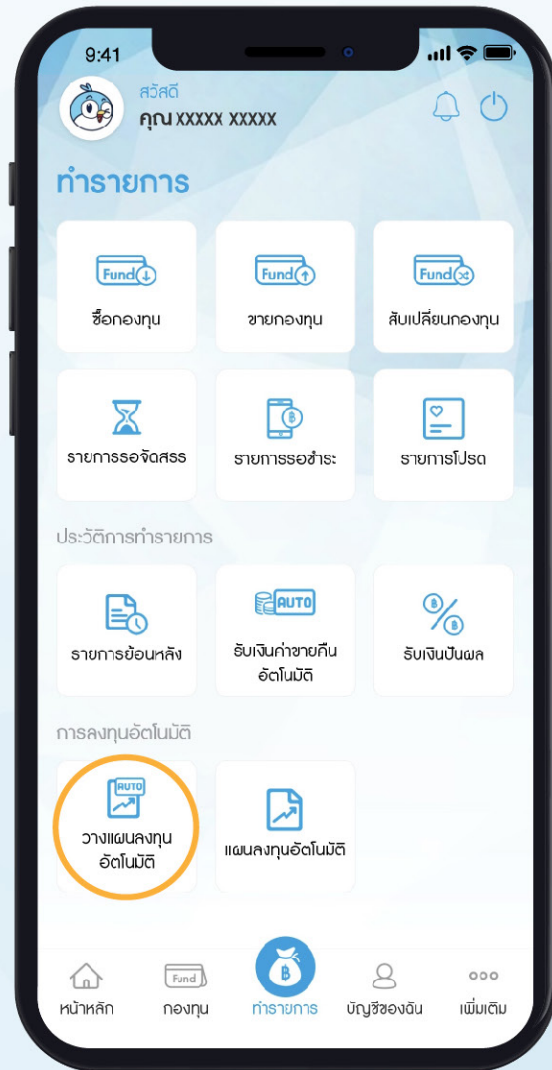 9:41
สวัสดี
คุณ xxxxx xxxxx
ทำรายการ
Fund
Fund
Fund
ซื้อกองทุน
ขายกองทุน
สับเปลี่ยนกองทุน
฿
รายการรอจัดสรร
รายการรอชำระ
รายการโปรด
ประวัติการทำรายการ
AUTO
฿
฿
รายการย้อนหลัง
รับเงินค่าขายคืน
อัตโนมัติ
รับเงินปันผล
การลงทุนอัตโนมัติ
AUTO
วางแผนลงทุน
อัตโนมัติ
แผนลงทุนอัตโนมัติ
Fund
฿
หน้าหลัก
กองทุน
ทำรายการ
บัญชีของฉัน
เพิ่มเติม